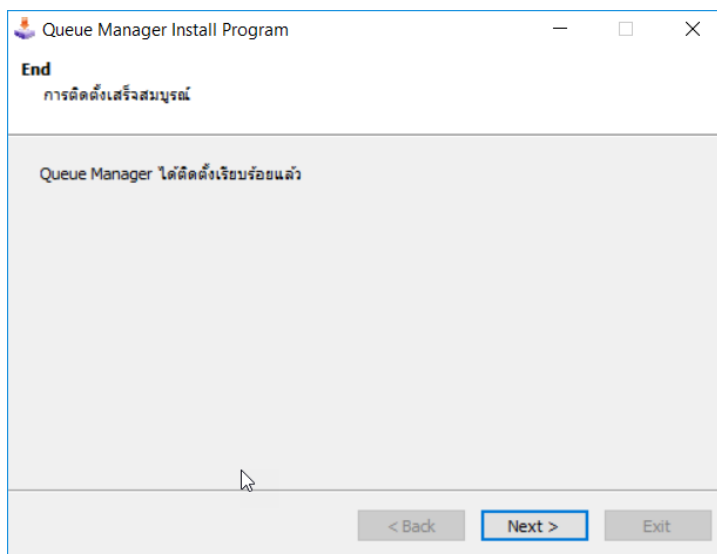 Queue Manager Install Program
End
การติดตั้งเสร็จสมบูรณ์
Queue Manager ได้ติดตั้งเรียบร้อยแล้ว
< Back
Next >
Exit